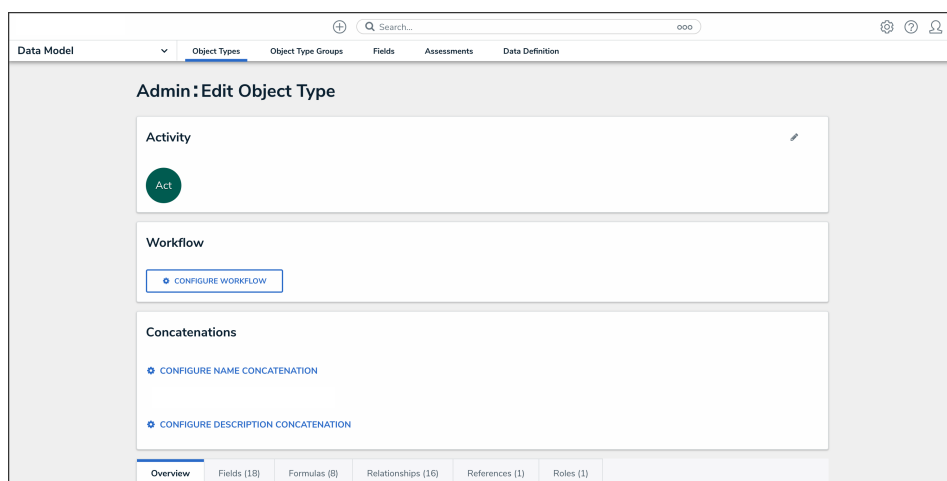 Search...
ooo
Data Model
Object Types Object Type Groups Fields Assessments Data Definition
Admin:Edit Object Type
Activity
Act
Workflow
CONFIGURE WORKFLOW
Concatenations
CONFIGURE NAME CONCATENATION
CONFIGURE DESCRIPTION CONCATENATION
Overview Fields (18) Formulas (8) Relationships (16) References (1) Roles (1)